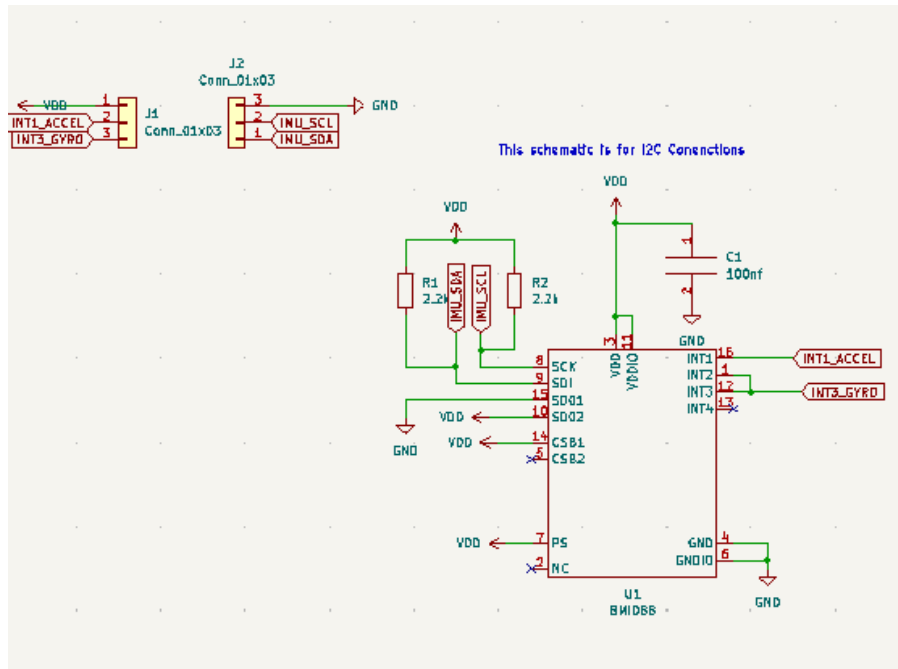 J2
Conn_01x03
VDD
1
J1
Conn_01x03
3
GND
INT1_ACCEL
2
2
IMU_SCL
INT3_GYRO
3
1
IMU_SDA
This schematic is for I2C Conenctions
VDD
VDD
1
C1
100nf
2
GND
R1
2.2k
IMU_SDA
IMU_SCL
R2
2.2k
3
11
VDD
VDDIO
8
SCK
INT1
16
INT1_ACCEL
9
SDI
INT2
1
15
SDO1
INT3
12
INT3_GYRO
VDD
10
SDO2
INT4
13
GND
VDD
14
CSB1
5
CSB2
VDD
7
PS
GND
4
2
NC
GNDIO
6
GND
U1
BMI088